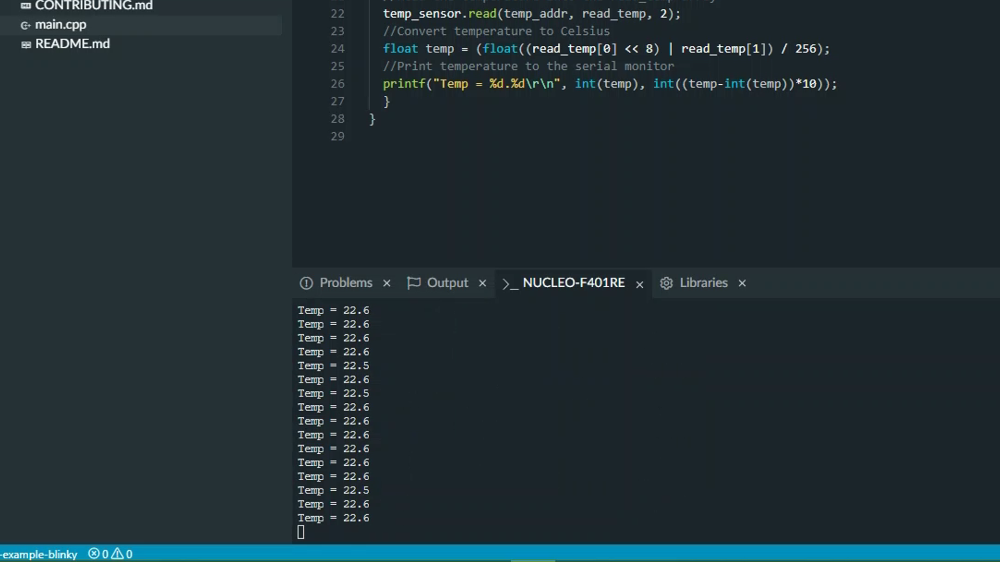 CONTRIBUTING.md
main.cpp
README.md
22 temp_sensor.read(temp_addr, read_temp, 2);
23 //Convert temperature to Celsius
24 float temp = (float((read_temp[0] << 8) | read_temp[1]) / 256);
25 //Print temperature to the serial monitor
26 printf("Temp = %d.%d\r\n", int(temp), int((temp-int(temp))*10));
27 }
28 }
29
Problems × Output × >_ NUCLEO-F401RE × Libraries ×
Temp = 22.6
Temp = 22.6
Temp = 22.6
Temp = 22.6
Temp = 22.5
Temp = 22.6
Temp = 22.5
Temp = 22.6
Temp = 22.6
Temp = 22.6
Temp = 22.6
Temp = 22.6
Temp = 22.6
Temp = 22.5
Temp = 22.6
Temp = 22.6
-example-blinky 0 0